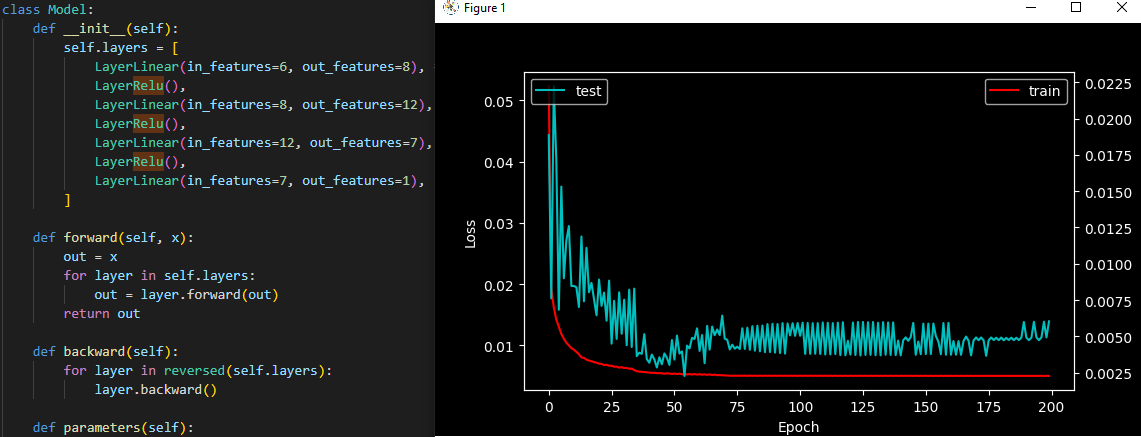 class Model:
def __init__(self):
self.layers = [
LayerLinear(in_features=6, out_features=8),
LayerRelu(),
LayerLinear(in_features=8, out_features=12),
LayerRelu(),
LayerLinear(in_features=12, out_features=7),
LayerRelu(),
LayerLinear(in_features=7, out_features=1),
]
def forward(self, x):
out = x
for layer in self.layers:
out = layer.forward(out)
return out
def backward(self):
for layer in reversed(self.layers):
layer.backward()
def parameters(self):
Figure 1
test
train
0.05
0.04
0.03
0.02
0.01
Loss
0.0225
0.0200
0.0175
0.0150
0.0125
0.0100
0.0075
0.0050
0.0025
0 25 50 75 100 125 150 175 200
Epoch